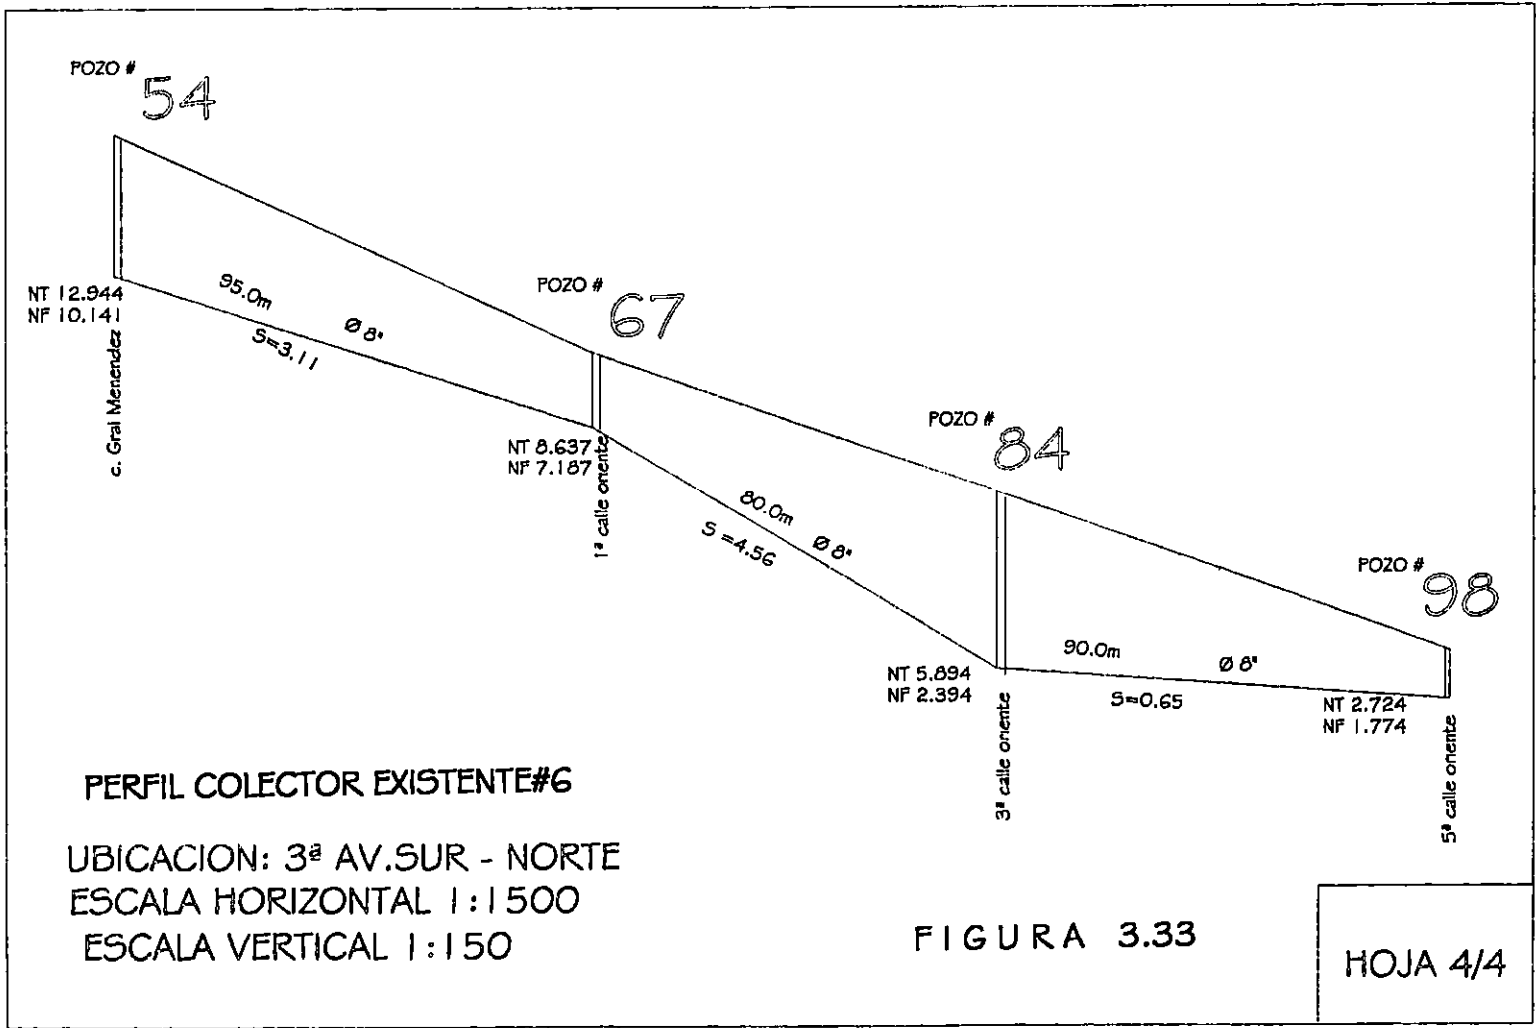 POZO #
54
NT 12.944
NF 10.141
c. Gral Menendez
95.0m
Ø 8"
S=3.11
POZO #
67
NT 8.637
NF 7.187
1ª calle oriente
80.0m
Ø 8"
S =4.56
POZO #
84
NT 5.894
NF 2.394
3ª calle oriente
90.0m
Ø 8"
S=0.65
POZO #
98
NT 2.724
NF 1.774
5ª calle oriente
PERFIL COLECTOR EXISTENTE#6
UBICACION: 3ª AV.SUR - NORTE
ESCALA HORIZONTAL 1:1500
ESCALA VERTICAL 1:150
FIGURA 3.33
HOJA 4/4